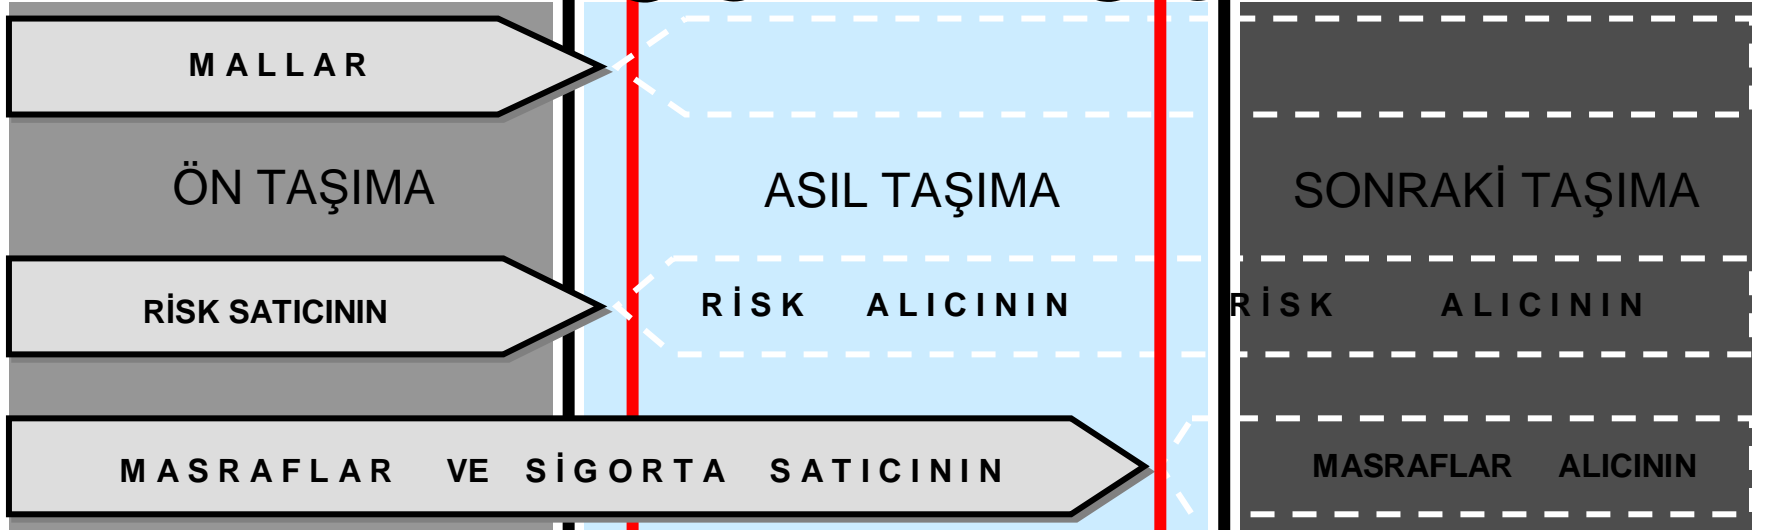 MALLAR
ÖN TAŞIMA ASIL TAŞIMA SONRAKİ TAŞIMA
RİSK SATICININ RİSK ALICININ RİSK ALICININ
MASRAFLAR VE SİGORTA SATICININ MASRAFLAR ALICININ